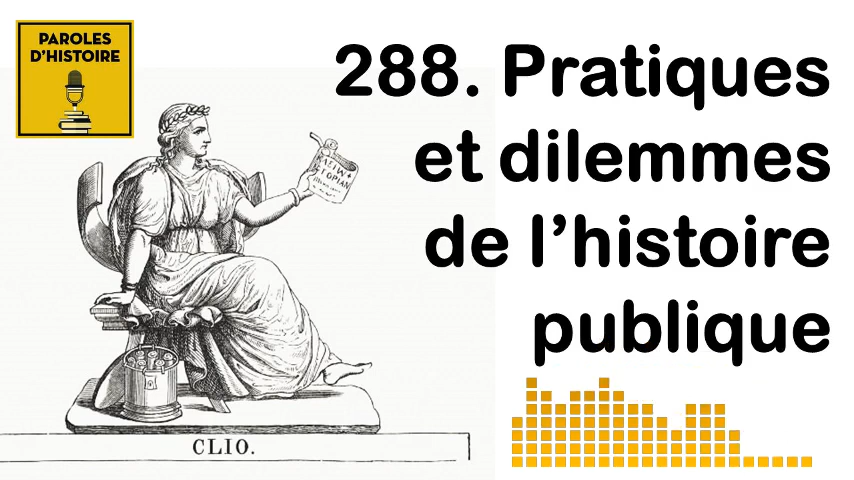 PAROLES
D'HISTOIRE
288. Pratiques
et dilemmes
de l'histoire
publique
CLIO.